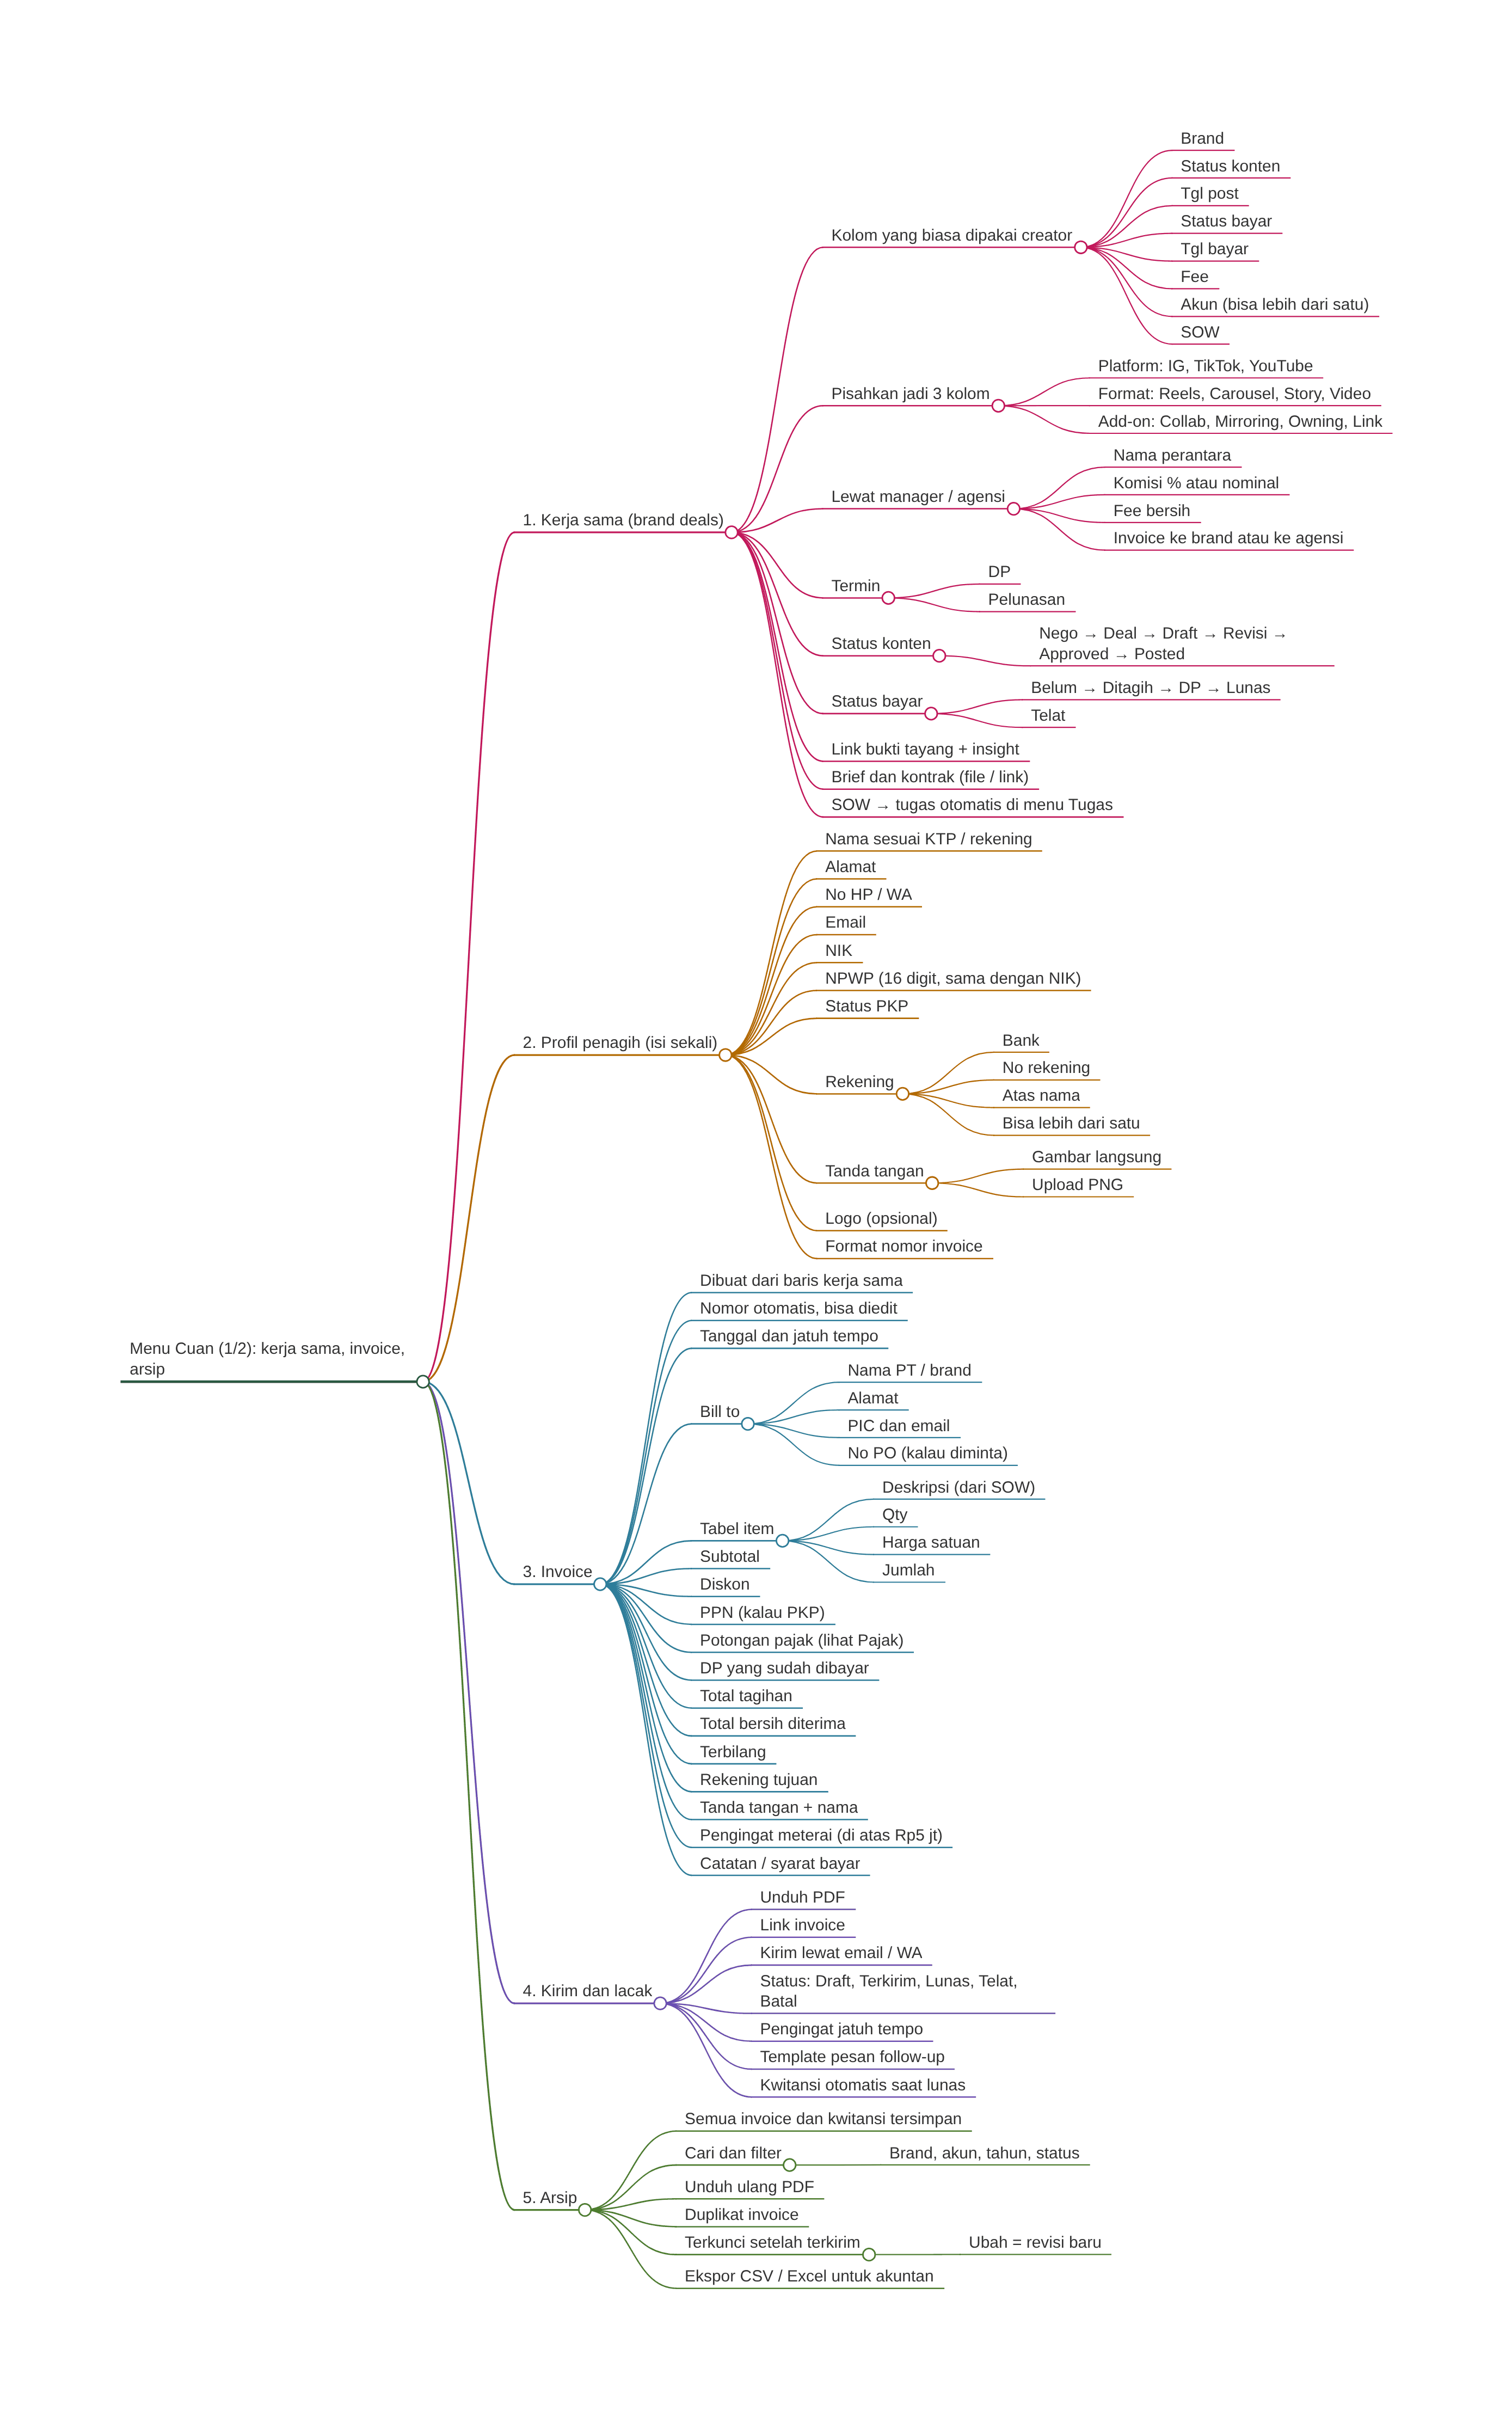 Menu Cuan (1/2): kerja sama, invoice,
arsip
1. Kerja sama (brand deals)
Kolom yang biasa dipakai creator
Brand
Status konten
Tgl post
Status bayar
Tgl bayar
Fee
Akun (bisa lebih dari satu)
SOW
Pisahkan jadi 3 kolom
Platform: IG, TikTok, YouTube
Format: Reels, Carousel, Story, Video
Add-on: Collab, Mirroring, Owning, Link
Lewat manager / agensi
Nama perantara
Komisi % atau nominal
Fee bersih
Invoice ke brand atau ke agensi
Termin
DP
Pelunasan
Status konten
Nego → Deal → Draft → Revisi →
Approved → Posted
Status bayar
Belum → Ditagih → DP → Lunas
Telat
Link bukti tayang + insight
Brief dan kontrak (file / link)
SOW → tugas otomatis di menu Tugas
2. Profil penagih (isi sekali)
Nama sesuai KTP / rekening
Alamat
No HP / WA
Email
NIK
NPWP (16 digit, sama dengan NIK)
Status PKP
Rekening
Bank
No rekening
Atas nama
Bisa lebih dari satu
Tanda tangan
Gambar langsung
Upload PNG
Logo (opsional)
Format nomor invoice
3. Invoice
Dibuat dari baris kerja sama
Nomor otomatis, bisa diedit
Tanggal dan jatuh tempo
Bill to
Nama PT / brand
Alamat
PIC dan email
No PO (kalau diminta)
Tabel item
Deskripsi (dari SOW)
Qty
Harga satuan
Jumlah
Subtotal
Diskon
PPN (kalau PKP)
Potongan pajak (lihat Pajak)
DP yang sudah dibayar
Total tagihan
Total bersih diterima
Terbilang
Rekening tujuan
Tanda tangan + nama
Pengingat meterai (di atas Rp5 jt)
Catatan / syarat bayar
4. Kirim dan lacak
Unduh PDF
Link invoice
Kirim lewat email / WA
Status: Draft, Terkirim, Lunas, Telat,
Batal
Pengingat jatuh tempo
Template pesan follow-up
Kwitansi otomatis saat lunas
5. Arsip
Semua invoice dan kwitansi tersimpan
Cari dan filter
Brand, akun, tahun, status
Unduh ulang PDF
Duplikat invoice
Terkunci setelah terkirim
Ubah = revisi baru
Ekspor CSV / Excel untuk akuntan